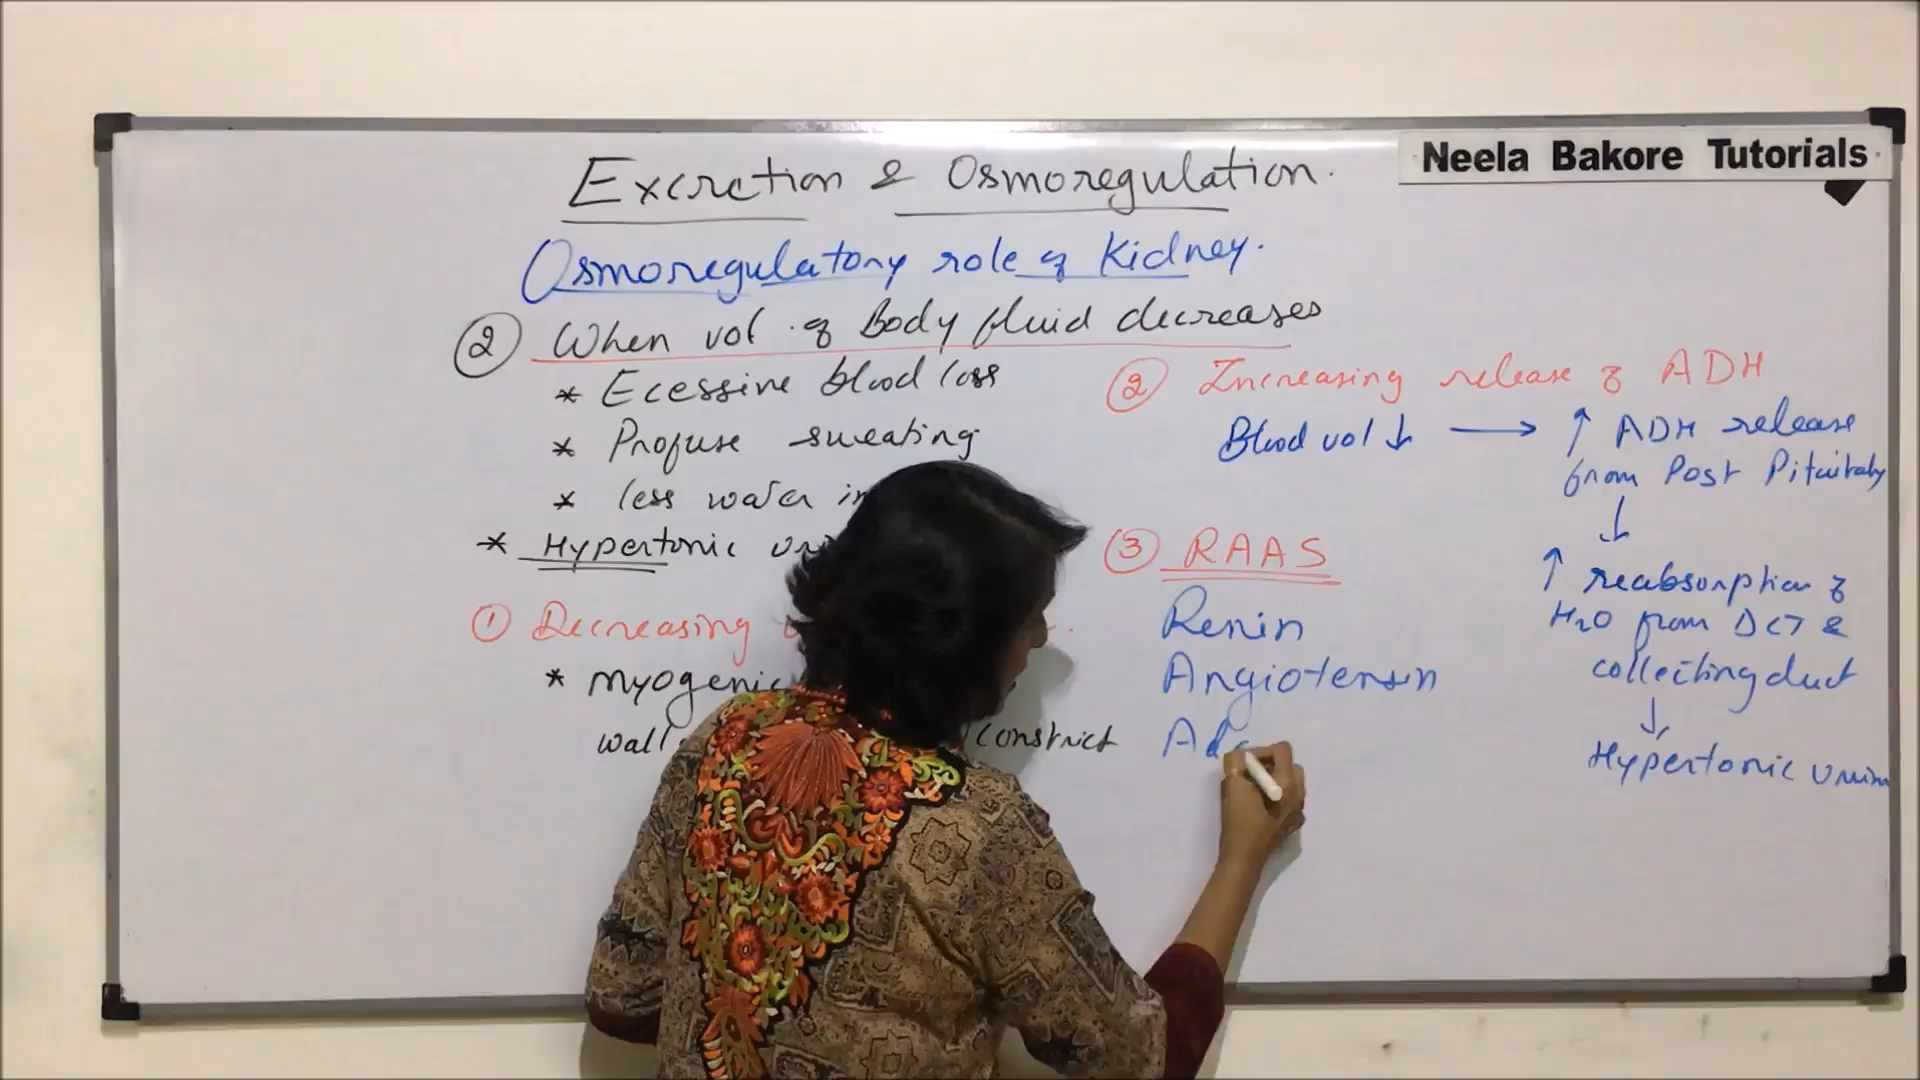 Neela Bakore Tutorials
Excretion & Osmoregulation.
Osmoregulatory role of Kidney.
② When vol. of Body fluid decreases
* Ecessive blood loss
* Profuse sweating
* less water in
* Hypertonic
① Decreasing
* myogenic
wall constrict
② Increasing release of ADH
Blood vol ↓ → ↑ ADH release
from Post Pituitary
↓
↑ reabsorption of
H2O from DCT &
collecting duct
↓
Hypertonic
③ RAAS
Renin
Angiotensin